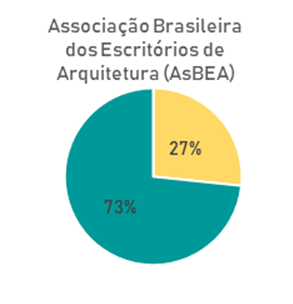 Associação Brasileira
dos Escritórios de
Arquitetura (AsBEA)
27%
73%